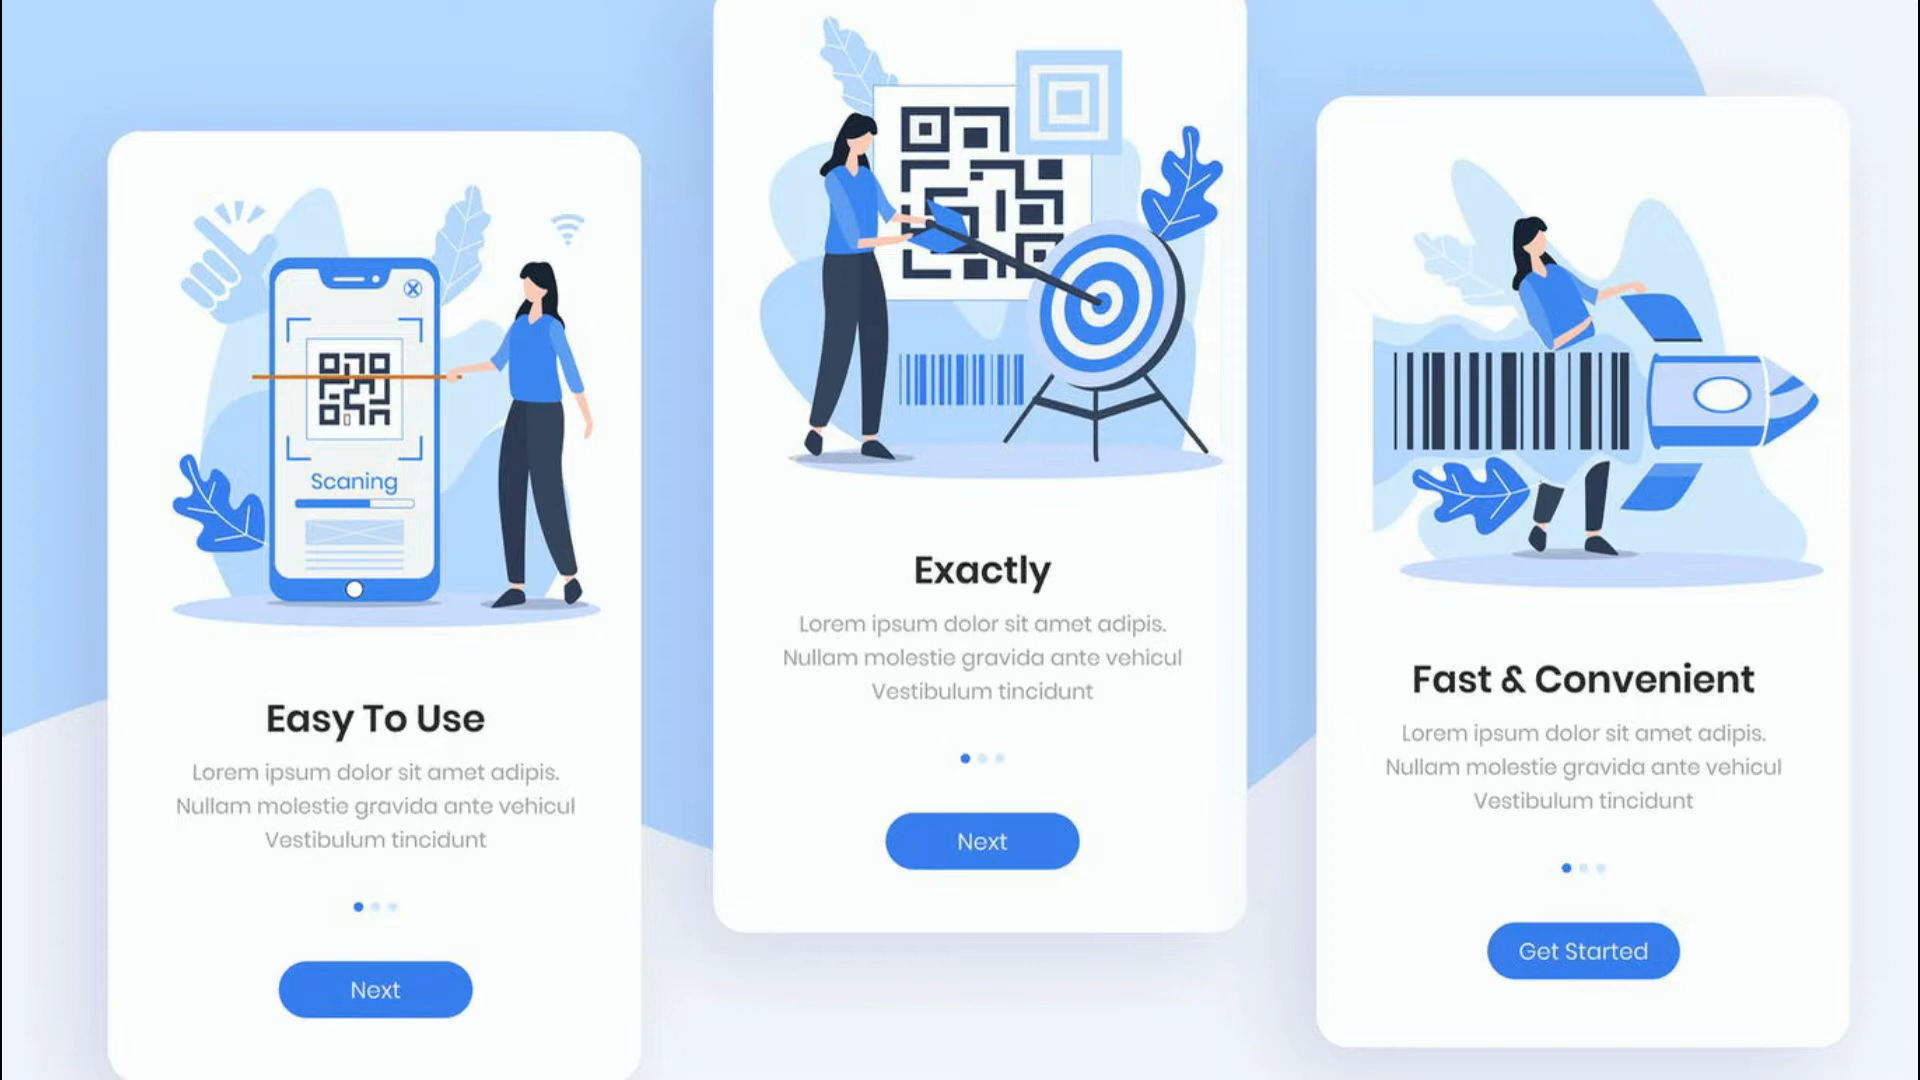 Scaning
Easy To Use
Lorem ipsum dolor sit amet adipis.
Nullam molestie gravida ante vehicul
Vestibulum tincidunt
Next
Exactly
Lorem ipsum dolor sit amet adipis.
Nullam molestie gravida ante vehicul
Vestibulum tincidunt
Next
Fast & Convenient
Lorem ipsum dolor sit amet adipis.
Nullam molestie gravida ante vehicul
Vestibulum tincidunt
Get Started